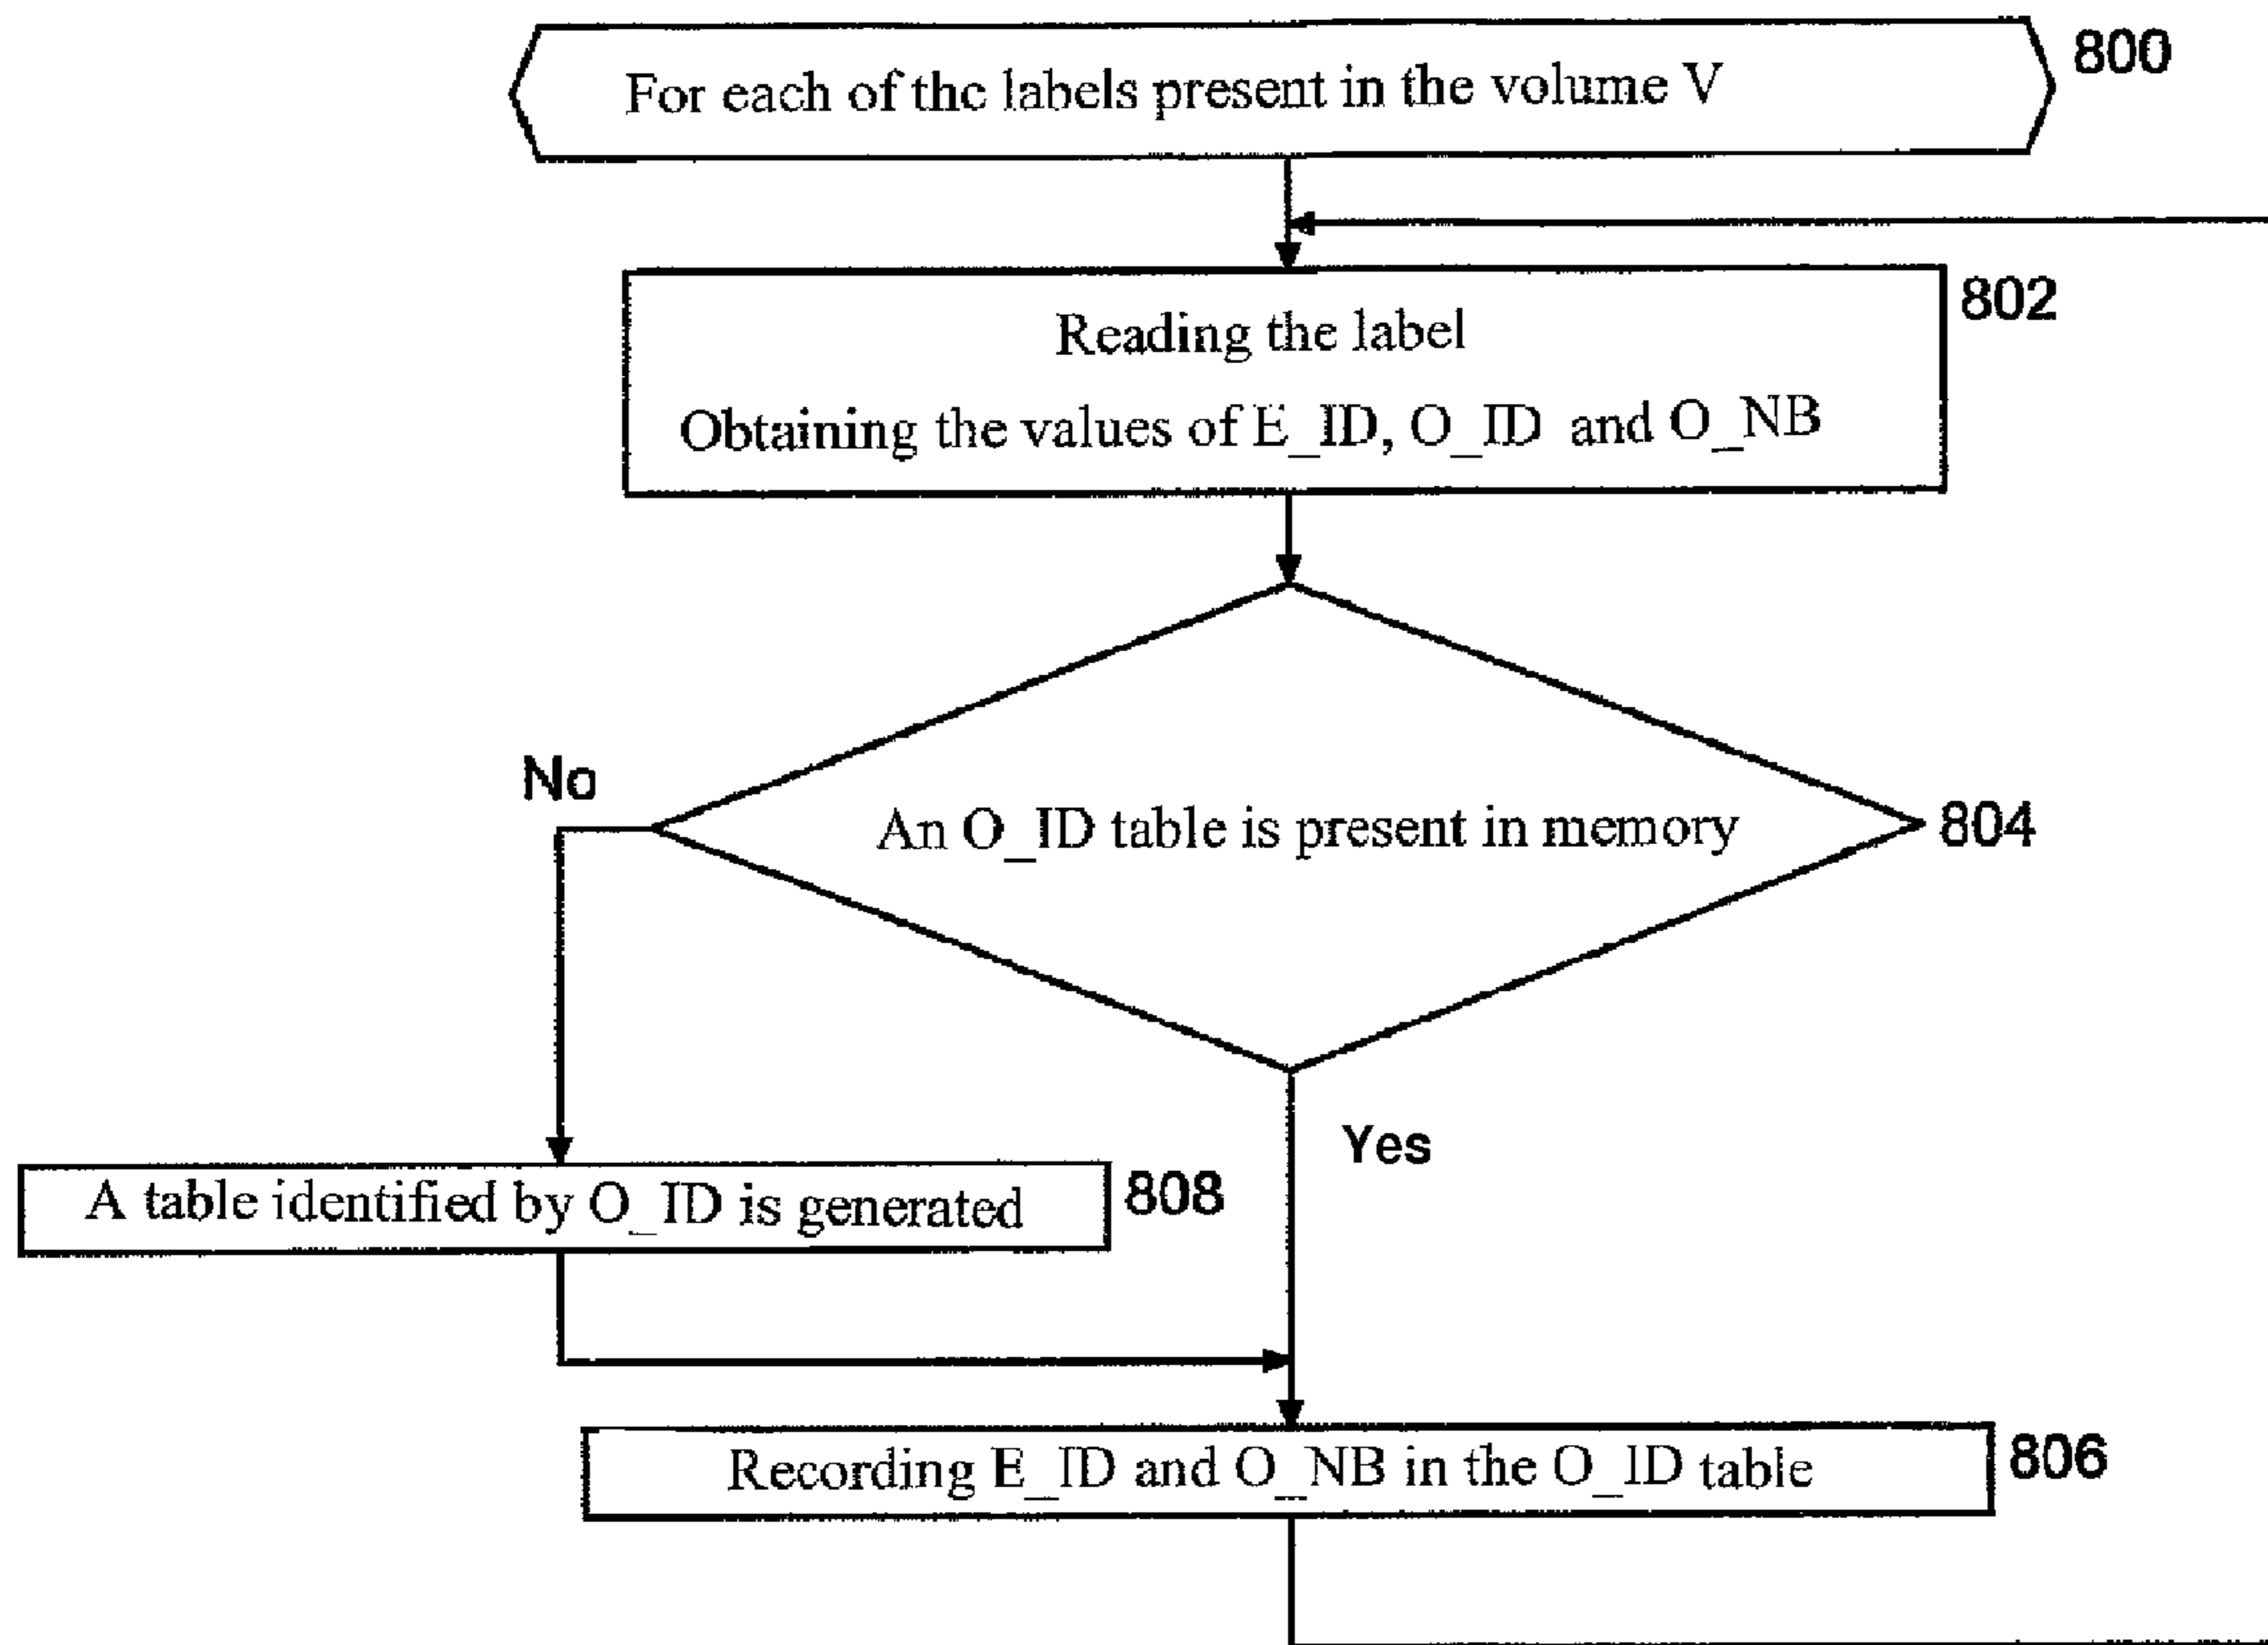 For each of the labels present in the volume V
800
Reading the label
Obtaining the values of E_ID, O_ID and O_NB
802
No
An O_ID table is present in memory
804
Yes
A table identified by O_ID is generated
808
Recording E_ID and O_NB in the O_ID table
806